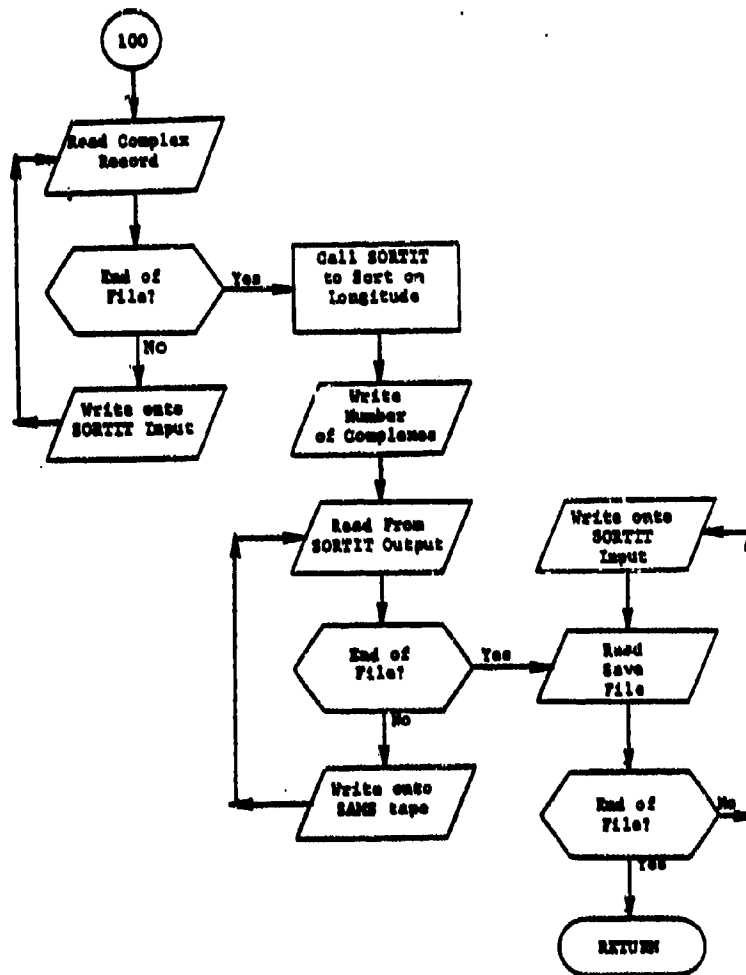 100
Read Complex
Record
End of
File?
Yes
No
Write onto
SORTIT Input
Call SORTIT
to Sort on
Longitude
Write
Number
of Complexes
Read From
SORTIT Output
End of
File?
Yes
No
Write onto
SAMS tape
Write onto
SORTIT
Input
Read
Save
File
End of
File?
No
Yes
RETURN